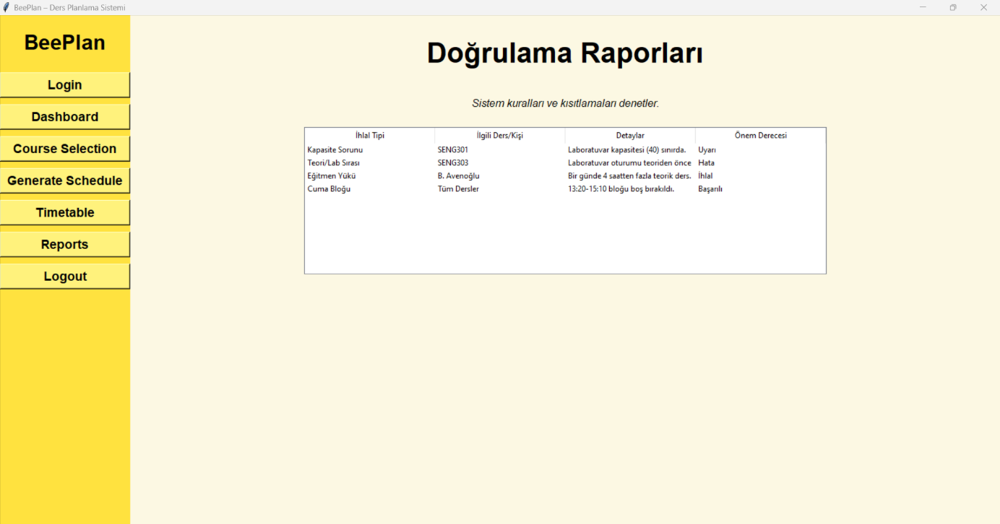 BeePlan – Ders Planlama Sistemi
BeePlan
Login
Dashboard
Course Selection
Generate Schedule
Timetable
Reports
Logout
Doğrulama Raporları
Sistem kuralları ve kısıtlamaları denetler.
İhlal Tipi İlgili Ders/Kişi Detaylar Önem Derecesi
Kapasite Sorunu SENG301 Laboratuvar kapasitesi (40) sınırda. Uyarı
Teori/Lab Sırası SENG303 Laboratuvar oturumu teoriden önce Hata
Eğitmen Yükü B. Avenoğlu Bir günde 4 saatten fazla teorik ders. İhlal
Cuma Bloğu Tüm Dersler 13:20-15:10 bloğu boş bırakıldı. Başarılı